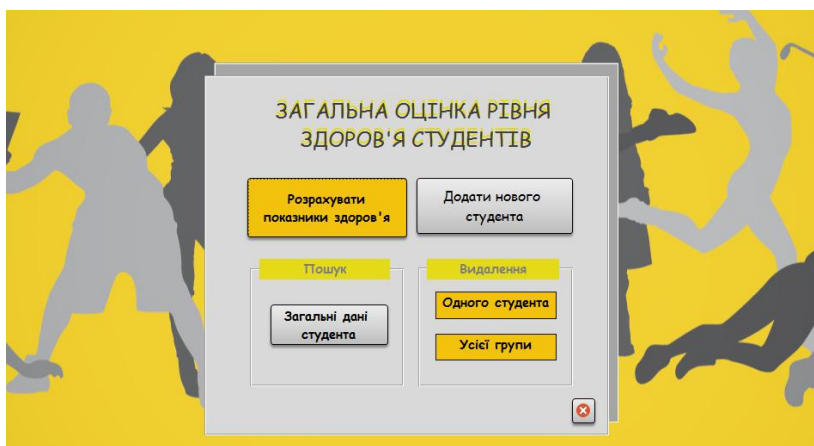 ЗАГАЛЬНА ОЦІНКА РІВНЯ
ЗДОРОВ'Я СТУДЕНТІВ
Розрахувати
показники здоров'я
Додати нового
студента
Пошук
Загальні дані
студента
Видалення
Одного студента
Усієї групи